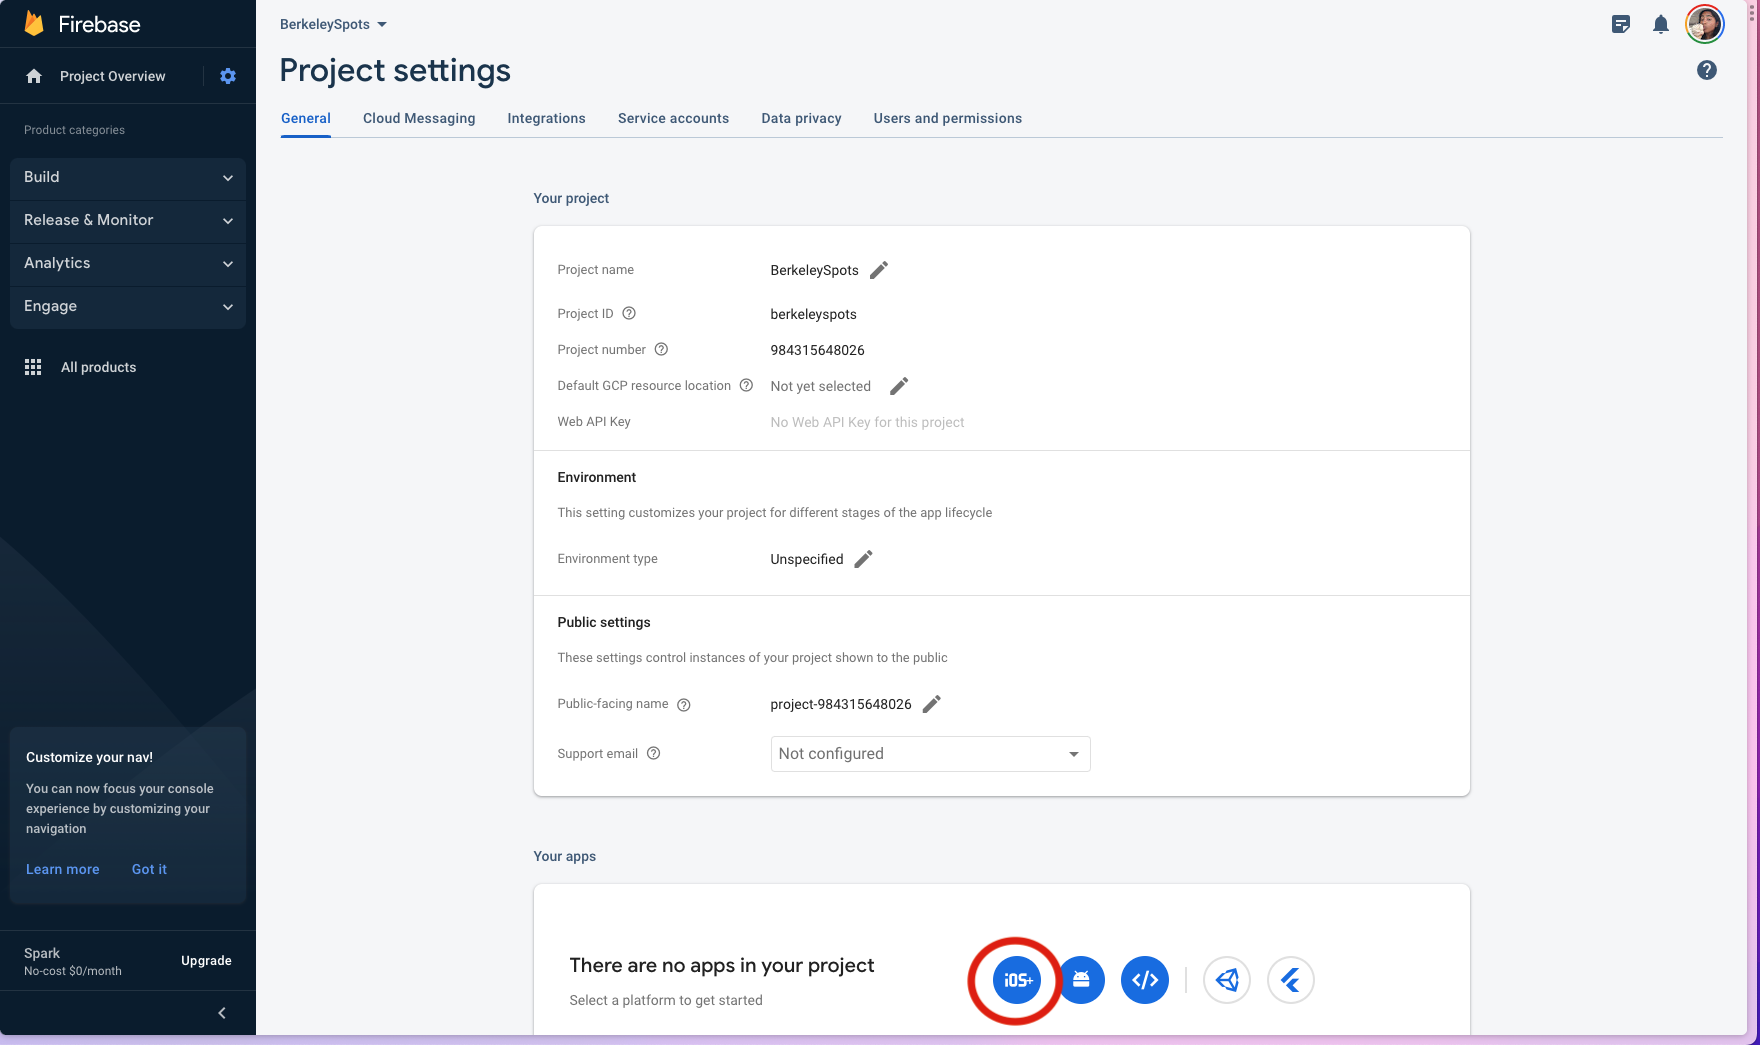 Firebase
BerkeleySpots
Project Overview
Project settings
General Cloud Messaging Integrations Service accounts Data privacy Users and permissions
Product categories
Build
Release & Monitor
Analytics
Engage
All products
Customize your nav!
You can now focus your console
experience by customizing your
navigation
Learn more Got it
Spark
No-cost $0/month
Upgrade
Your project
Project name BerkeleySpots
Project ID berkeleyspots
Project number 984315648026
Default GCP resource location Not yet selected
Web API Key No Web API Key for this project
Environment
This setting customizes your project for different stages of the app lifecycle
Environment type Unspecified
Public settings
These settings control instances of your project shown to the public
Public-facing name project-984315648026
Support email Not configured
Your apps
There are no apps in your project
Select a platform to get started
iOS+